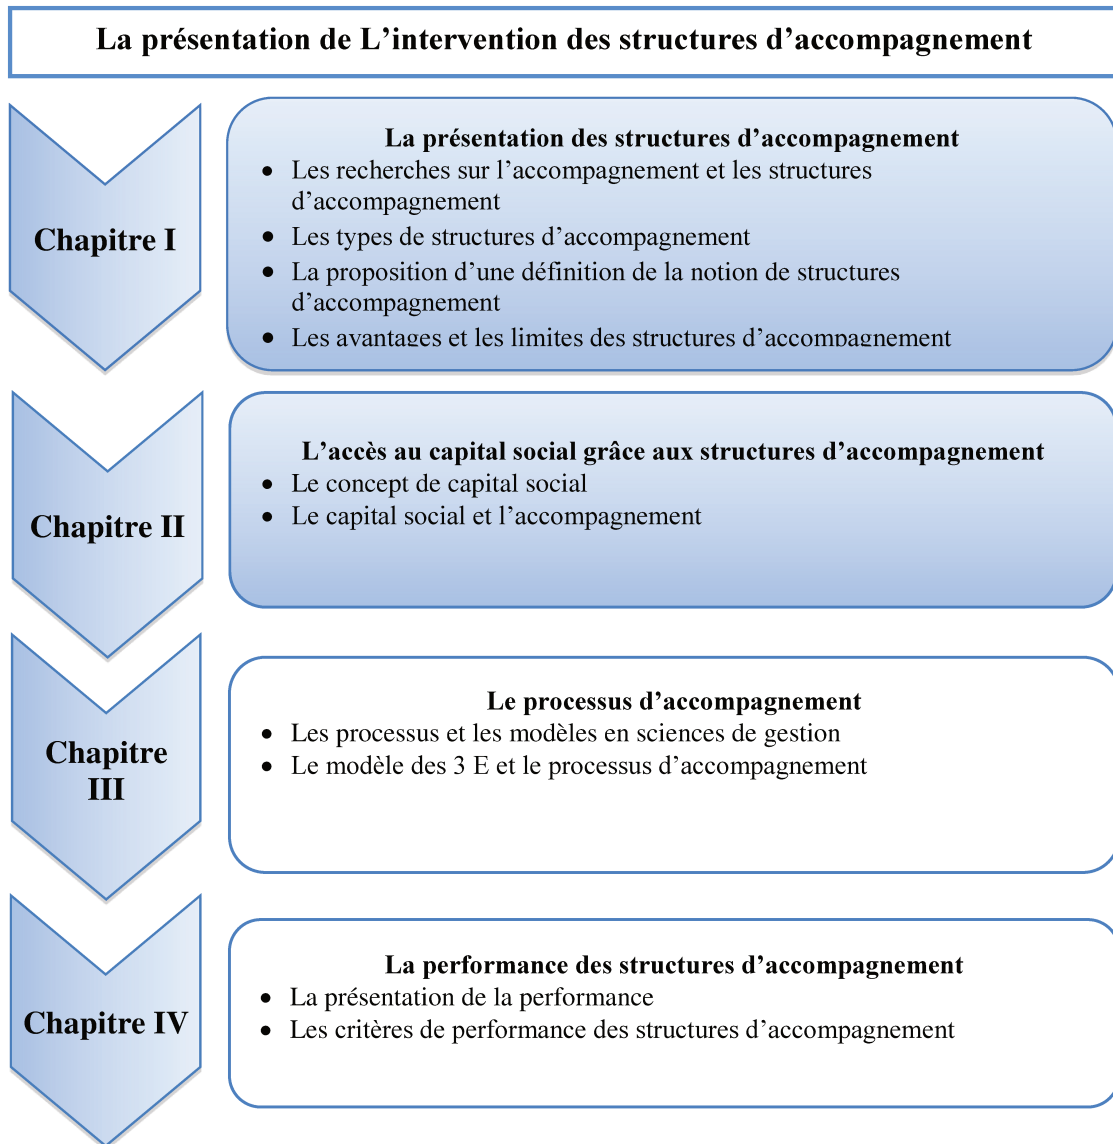 La présentation de L’intervention des structures d’accompagnement
Chapitre I
La présentation des structures d’accompagnement
• Les recherches sur l’accompagnement et les structures
d’accompagnement
• Les types de structures d’accompagnement
• La proposition d’une définition de la notion de structures
d’accompagnement
• Les avantages et les limites des structures d’accompagnement
Chapitre II
L’accès au capital social grâce aux structures d’accompagnement
• Le concept de capital social
• Le capital social et l’accompagnement
Chapitre
III
Le processus d’accompagnement
• Les processus et les modèles en sciences de gestion
• Le modèle des 3 E et le processus d’accompagnement
Chapitre IV
La performance des structures d’accompagnement
• La présentation de la performance
• Les critères de performance des structures d’accompagnement